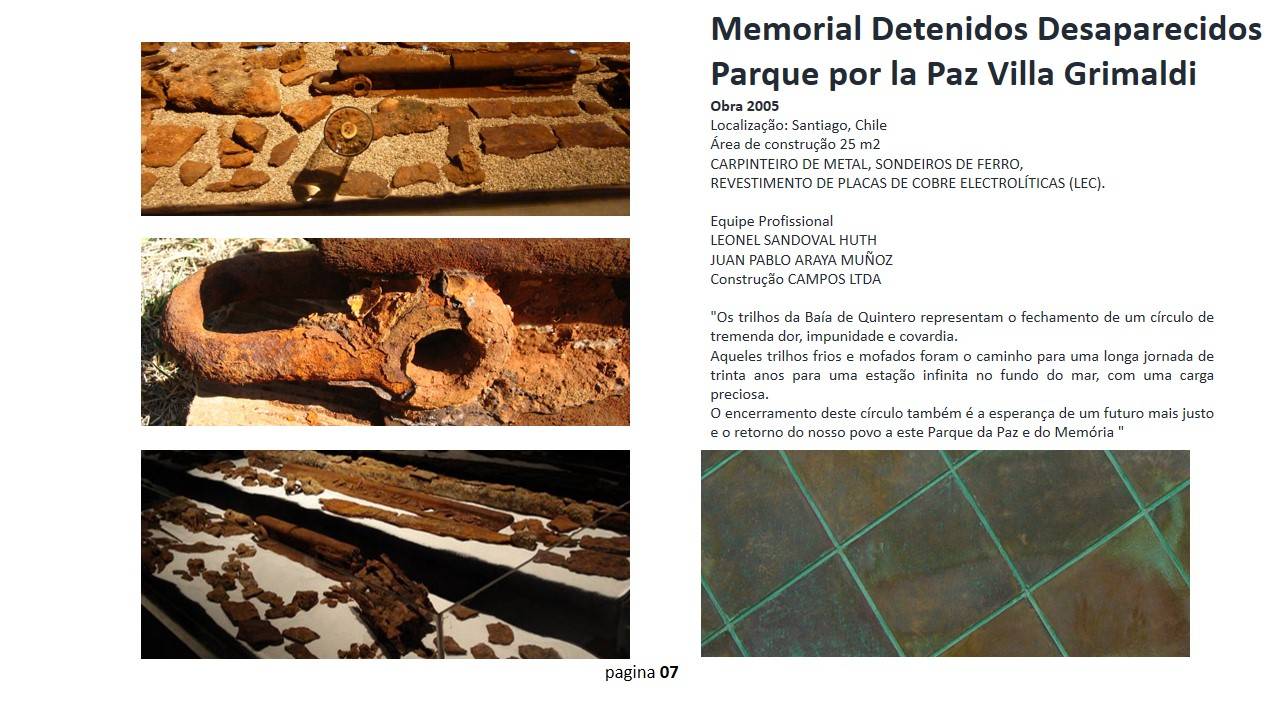 Memorial Detenidos Desaparecidos
Parque por la Paz Villa Grimaldi
Obra 2005
Localização: Santiago, Chile
Área de construção 25 m2
CARPINTEIRO DE METAL, SONDEIROS DE FERRO,
REVESTIMENTO DE PLACAS DE COBRE ELECTROLÍTICAS (LEC).
Equipe Profissional
LEONEL SANDOVAL HUTH
JUAN PABLO ARAYA MUÑOZ
Construção CAMPOS LTDA
"Os trilhos da Baía de Quintero representam o fechamento de um círculo de
tremenda dor, impunidade e covardia.
Aqueles trilhos frios e mofados foram o caminho para uma longa jornada de
trinta anos para uma estação infinita no fundo do mar, com uma carga
preciosa.
O encerramento deste círculo também é a esperança de um futuro mais justo
e o retorno do nosso povo a este Parque da Paz e do Memória "
pagina 07